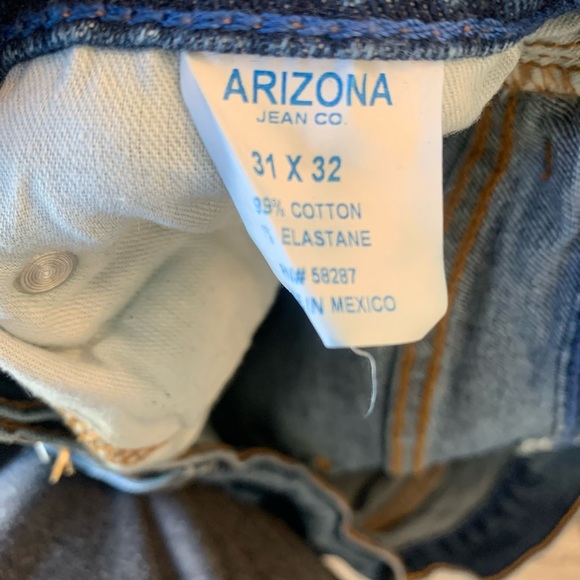 ARIZONA
JEAN CO.
31 X 32
99% COTTON
ELASTANE
58287
IN MEXICO